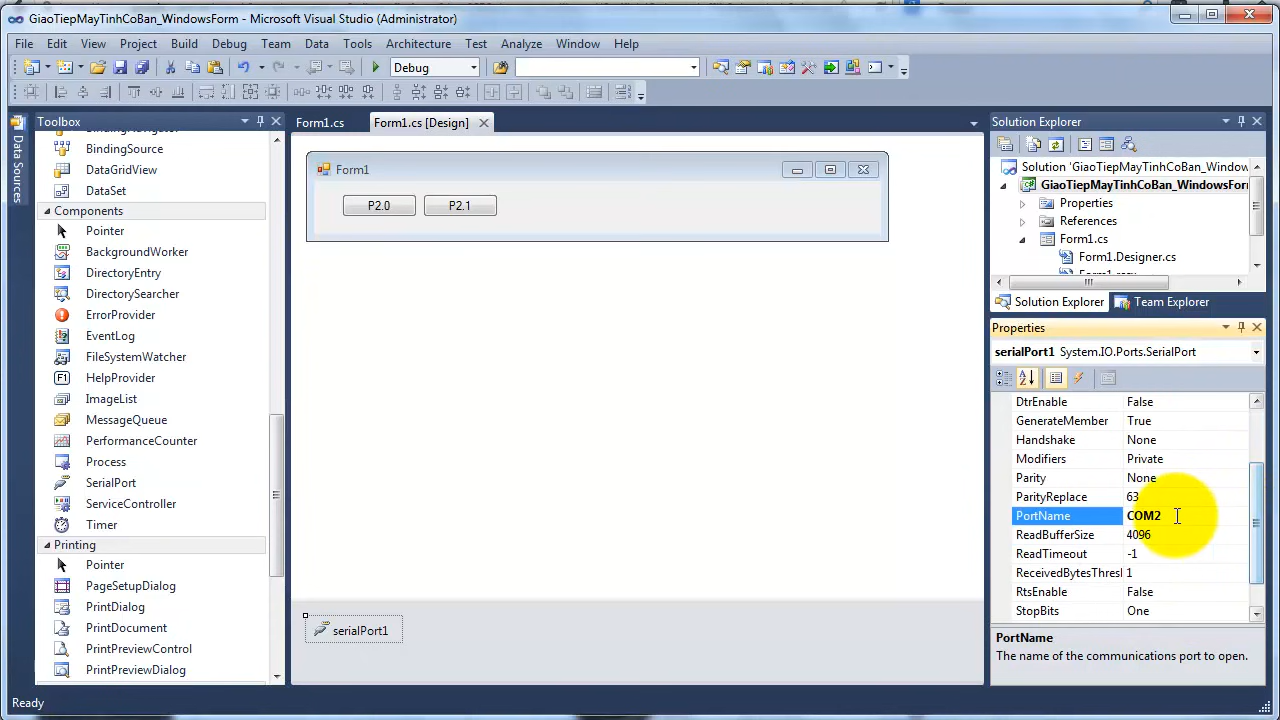 GiaoTiepMayTinhCoBan_WindowsForm - Microsoft Visual Studio (Administrator)
File Edit View Project Build Debug Team Data Tools Architecture Test Analyze Window Help
Debug
Data Sources
Toolbox
BindingSource
DataGridView
DataSet
Components
Pointer
BackgroundWorker
DirectoryEntry
DirectorySearcher
ErrorProvider
EventLog
FileSystemWatcher
HelpProvider
ImageList
MessageQueue
PerformanceCounter
Process
SerialPort
ServiceController
Timer
Printing
Pointer
PageSetupDialog
PrintDialog
PrintDocument
PrintPreviewControl
PrintPreviewDialog
Form1.cs Form1.cs [Design]
Form1
P2.0 P2.1
serialPort1
Solution Explorer
Solution 'GiaoTiepMayTinhCoBan_Window
GiaoTiepMayTinhCoBan_WindowsForm
Properties
References
Form1.cs
Form1.Designer.cs
Solution Explorer Team Explorer
Properties
serialPort1 System.IO.Ports.SerialPort
DtrEnable False
GenerateMember True
Handshake None
Modifiers Private
Parity None
ParityReplace 63
PortName COM2
ReadBufferSize 4096
ReadTimeout -1
ReceivedBytesThresl 1
RtsEnable False
StopBits One
PortName
The name of the communications port to open.
Ready